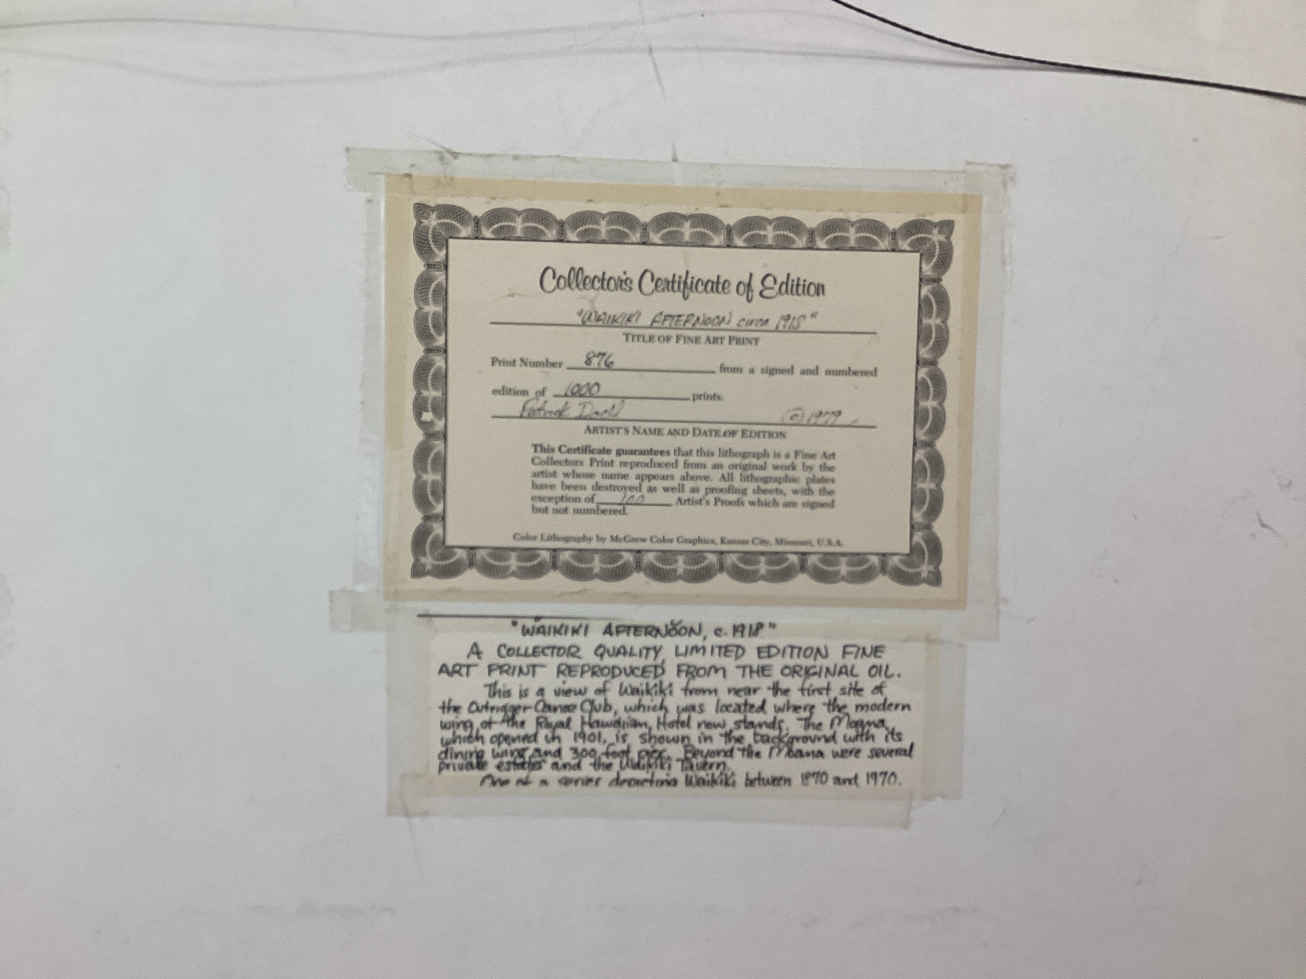 Collector's Certificate of Edition
"WAIKIKI AFTERNOON circa 1918"
TITLE OF FINE ART PRINT
Print Number 876 from a signed and numbered
edition of 1000 prints.
Patrick © 1979
ARTIST'S NAME AND DATE OF EDITION
This Certificate guarantees that this lithograph is a Fine Art
Collectors Print reproduced from an original work by the
artist whose name appears above. All lithographic plates
have been destroyed as well as proofing sheets, with the
exception of 100 Artist's Proofs which are signed
but not numbered.
Color Lithography by McGrew Color Graphics, Kansas City, Missouri, U.S.A.
"WAIKIKI AFTERNOON, c. 1918"
A COLLECTOR QUALITY, LIMITED EDITION FINE
ART PRINT REPRODUCED FROM THE ORIGINAL OIL.
This is a view of Waikiki from near the first site of
the Outrigger Canoe Club, which was located where the modern
wing of the Royal Hawaiian Hotel now stands. The Moana,
which opened in 1901, is shown in the background with its
dining wing and 300 foot pier. Beyond the Moana were several
private estates and the Waikiki Tavern.
One of a series depicting Waikiki between 1870 and 1970.